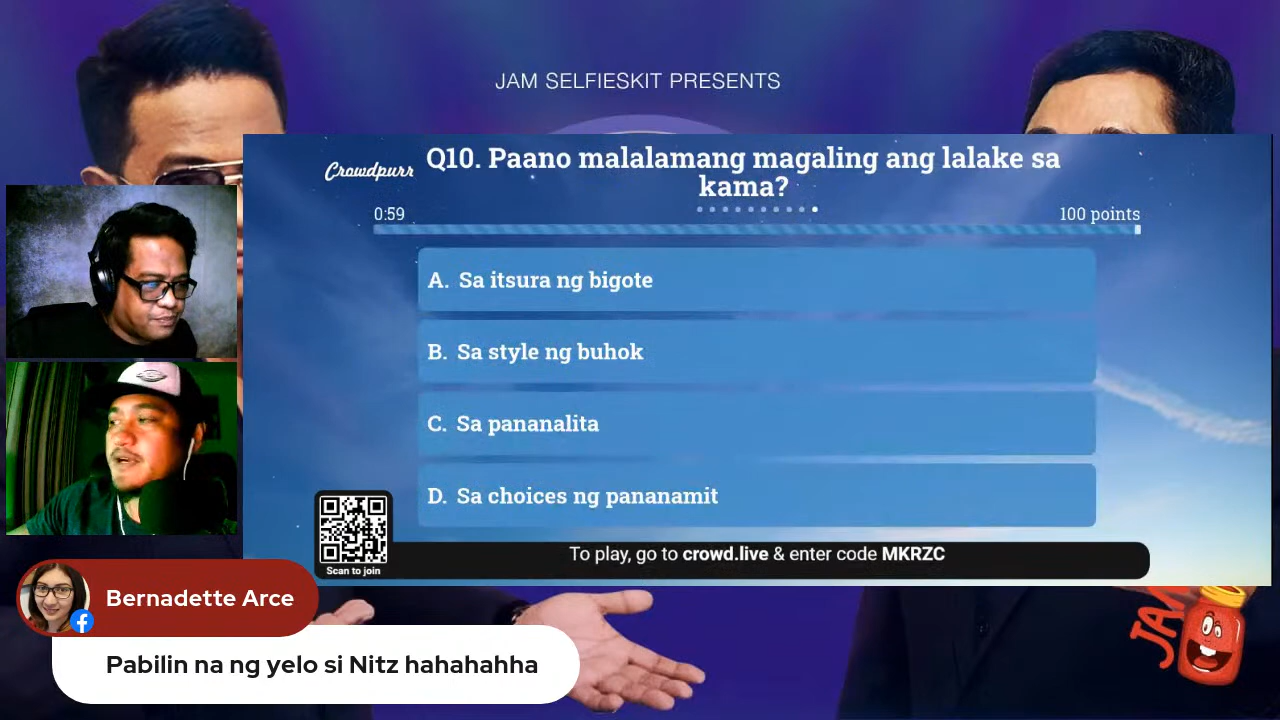 JAM SELFIESKIT PRESENTS
Crowdpurr
Q10. Paano malalamang magaling ang lalake sa
kama?
0:59
100 points
A. Sa itsura ng bigote
B. Sa style ng buhok
C. Sa pananalita
D. Sa choices ng pananamit
Scan to join
To play, go to crowd.live & enter code MKRZC
Bernadette Arce
Pabilin na ng yelo si Nitz hahahahha
JAM